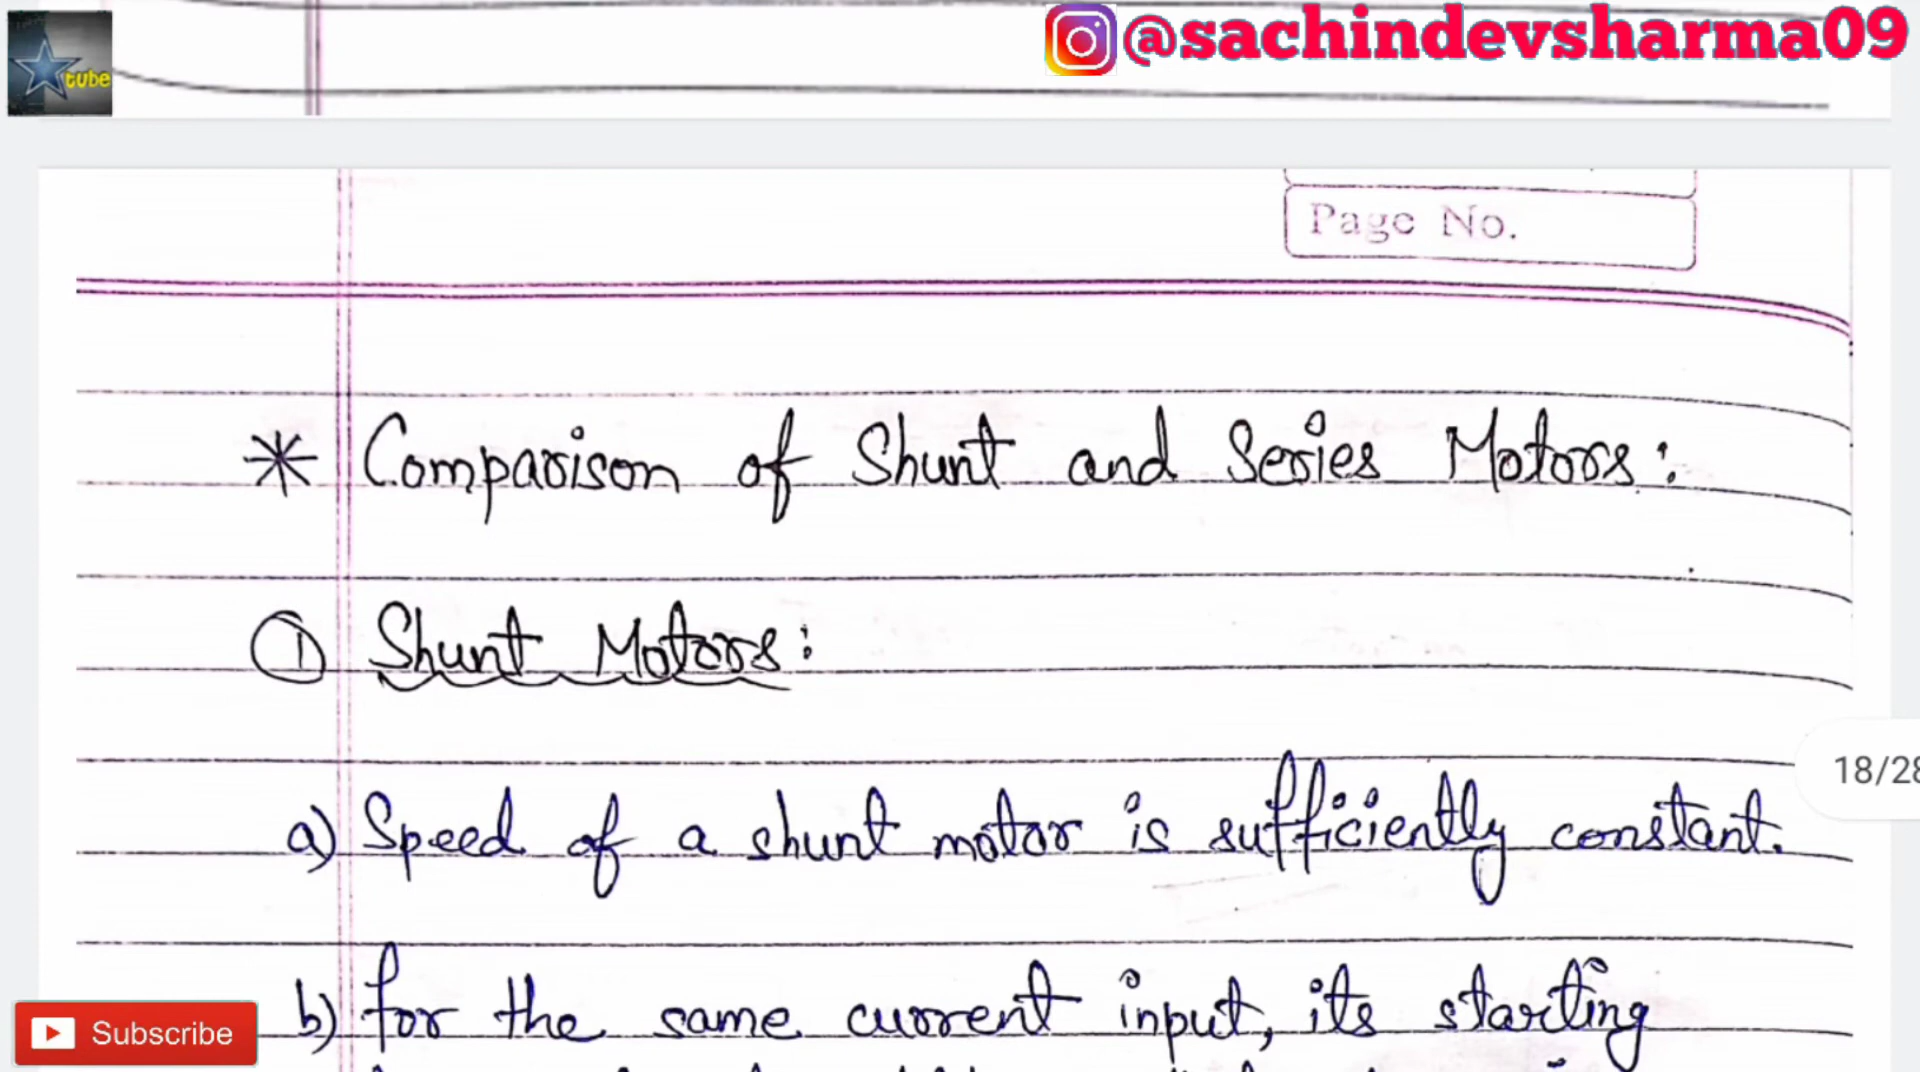 tube
@sachindevsharma09
Page No.
* Comparison of Shunt and Series Motors:
① Shunt Motors:
a) Speed of a shunt motor is sufficiently constant.
18/28
b) for the same current input, its starting
Subscribe